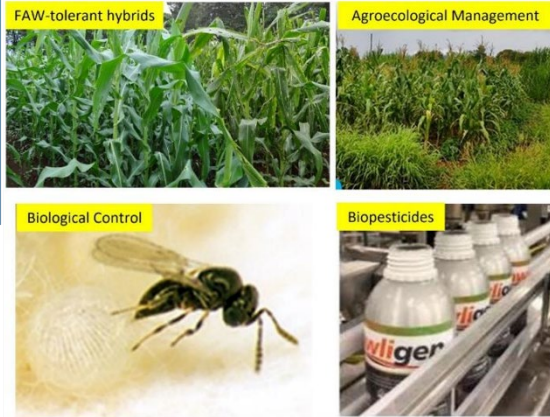 FAW-tolerant hybrids
Agroecological Management
Biological Control
Biopesticides
wligen